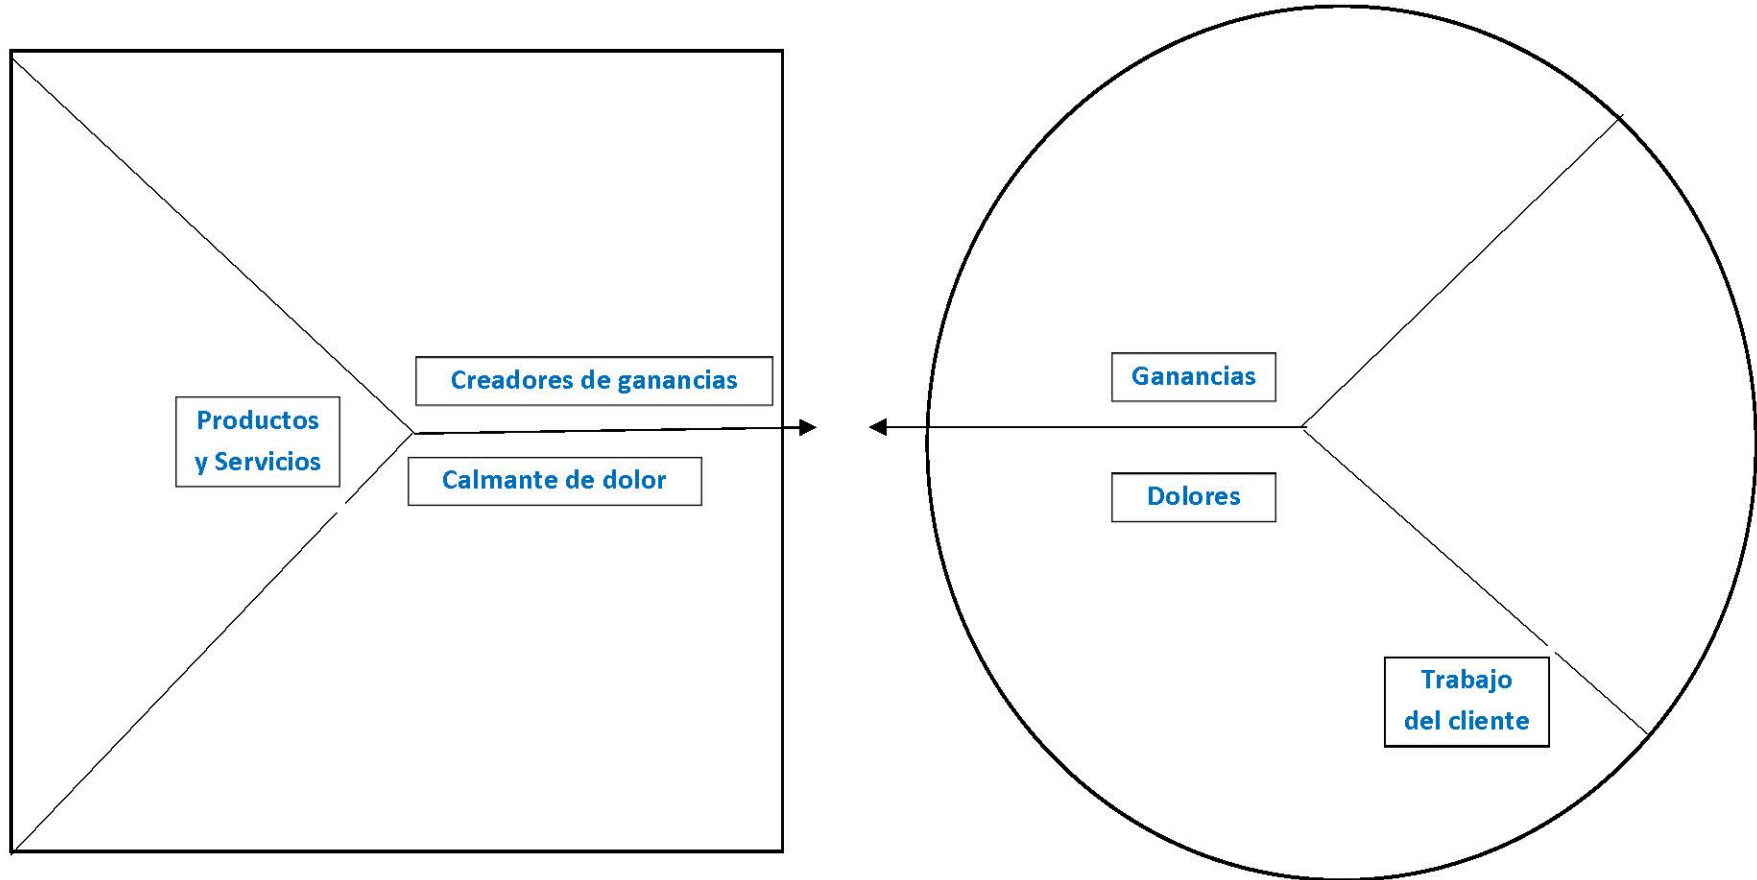 Creadores de ganancias
Productos
y Servicios
Calmante de dolor
Ganancias
Dolores
Trabajo
del cliente